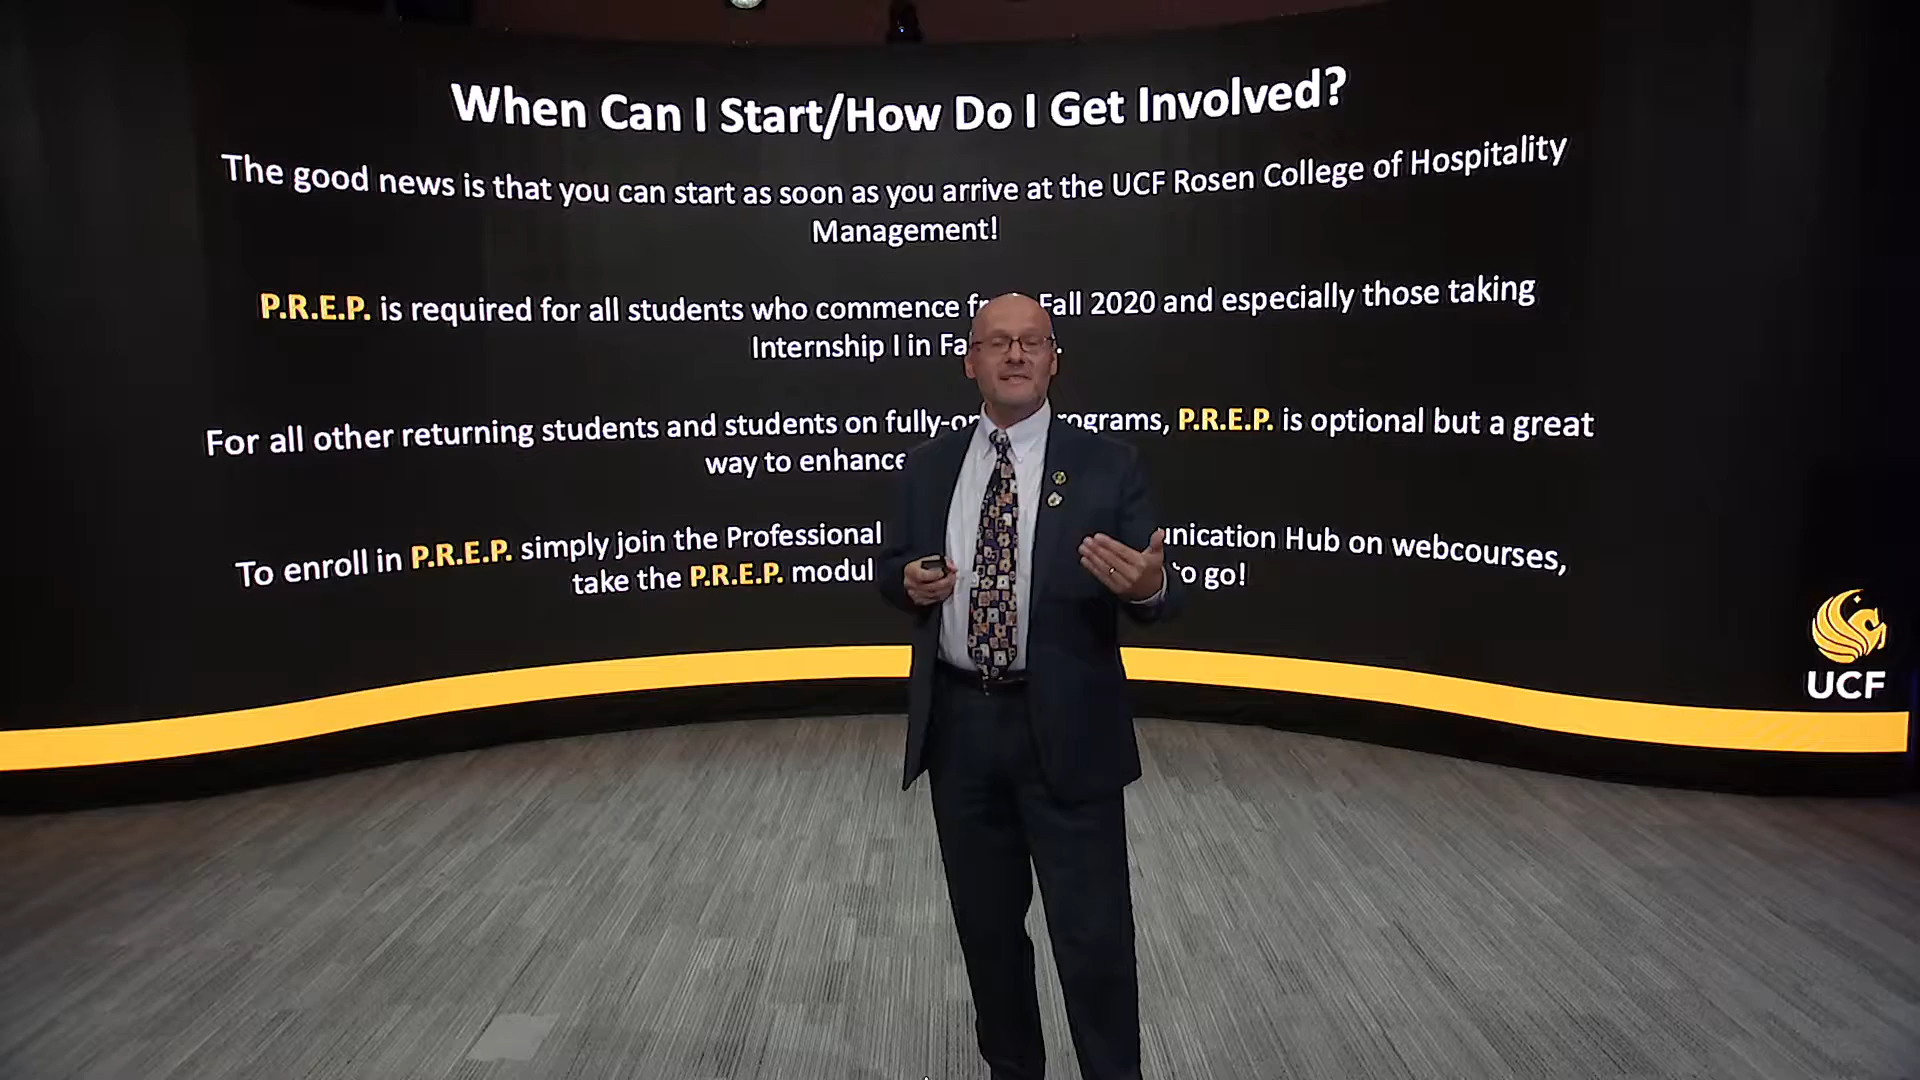 When Can I Start/How Do I Get Involved?
The good news is that you can start as soon as you arrive at the UCF Rosen College of Hospitality
Management!
P.R.E.P. is required for all students who commence Fall 2020 and especially those taking
Internship I in
For all other returning students and students on P.R.E.P. is optional but a great
way to
To enroll in P.R.E.P. simply join the Professional Hub on webcourses,
take the P.R.E.P. to go!
UCF